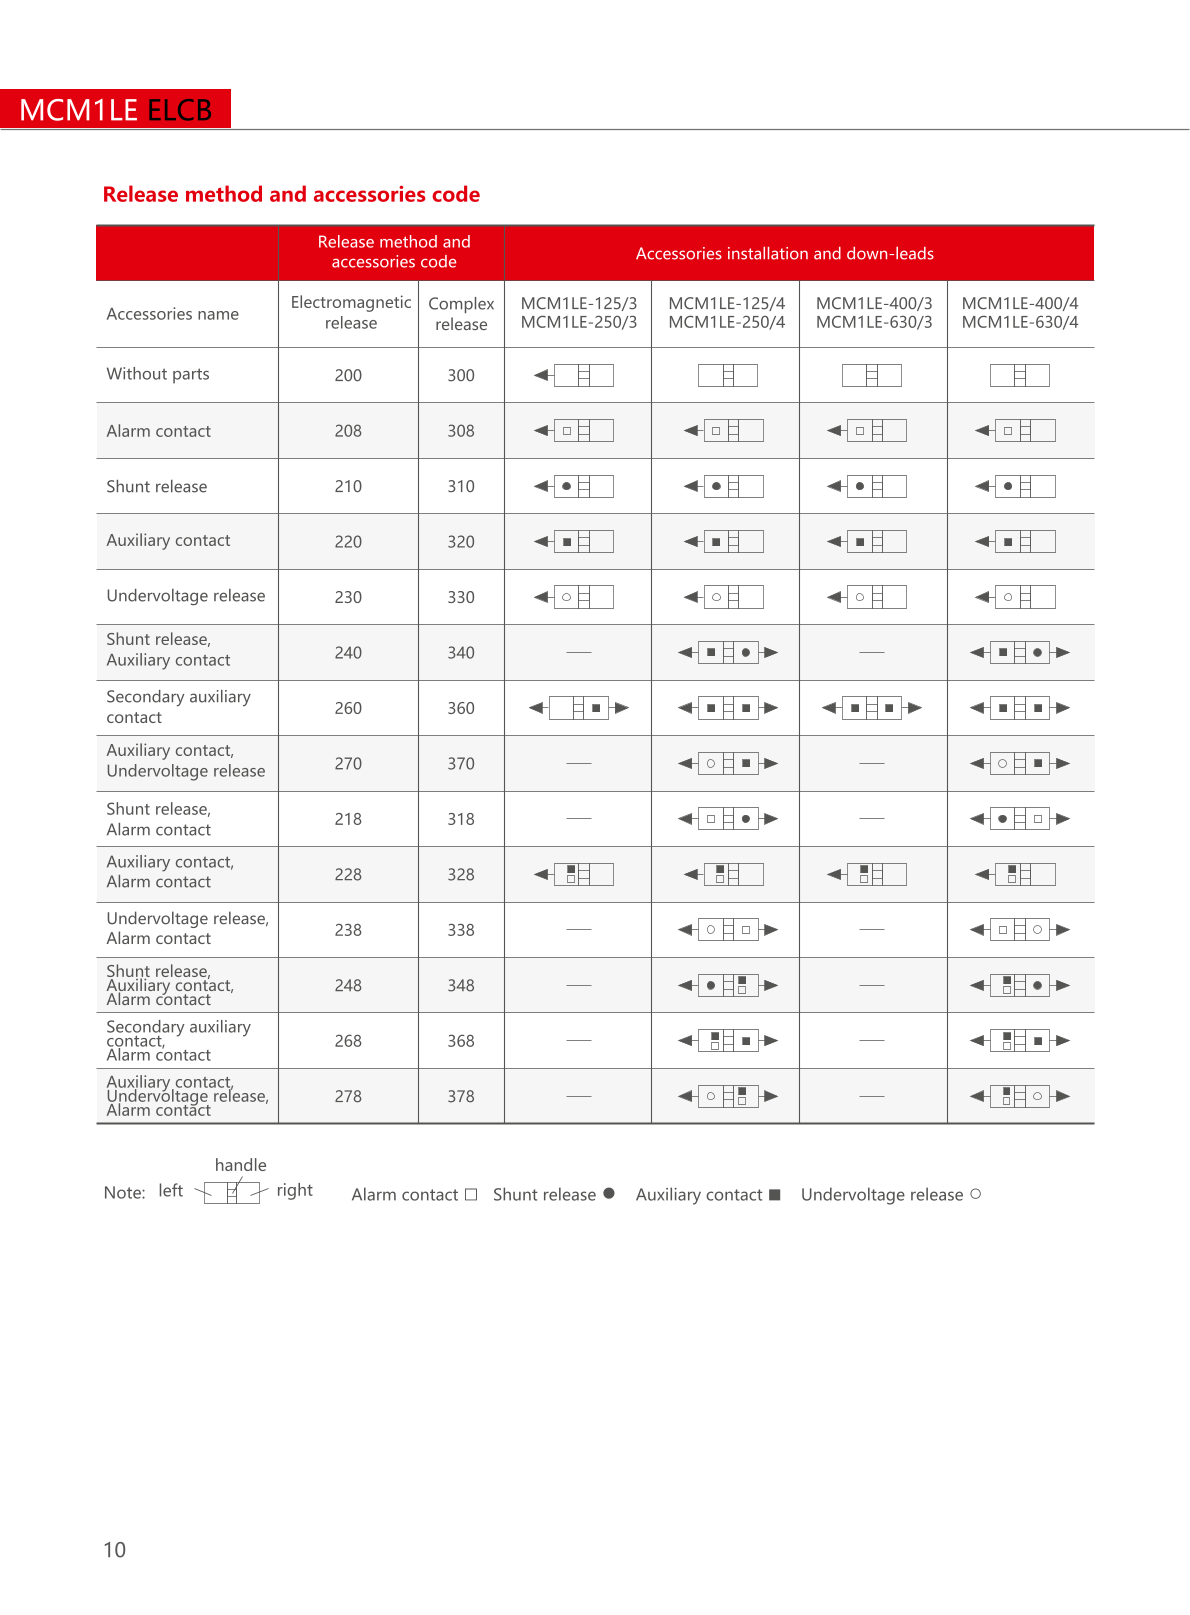 MCM1LE ELCB
Release method and accessories code
Release method and
accessories code
Accessories installation and down-leads
Accessories name
Electromagnetic
release
Complex
release
MCM1LE-125/3
MCM1LE-250/3
MCM1LE-125/4
MCM1LE-250/4
MCM1LE-400/3
MCM1LE-630/3
MCM1LE-400/4
MCM1LE-630/4
Without parts
200
300
Alarm contact
208
308
Shunt release
210
310
Auxiliary contact
220
320
Undervoltage release
230
330
Shunt release,
Auxiliary contact
240
340
Secondary auxiliary
contact
260
360
Auxiliary contact,
Undervoltage release
270
370
Shunt release,
Alarm contact
218
318
Auxiliary contact,
Alarm contact
228
328
Undervoltage release,
Alarm contact
238
338
Shunt release,
Auxiliary contact,
Alarm contact
248
348
Secondary auxiliary
contact,
Alarm contact
268
368
Auxiliary contact,
Undervoltage release,
Alarm contact
278
378
handle
Note: left
right
Alarm contact
Shunt release
Auxiliary contact
Undervoltage release
10